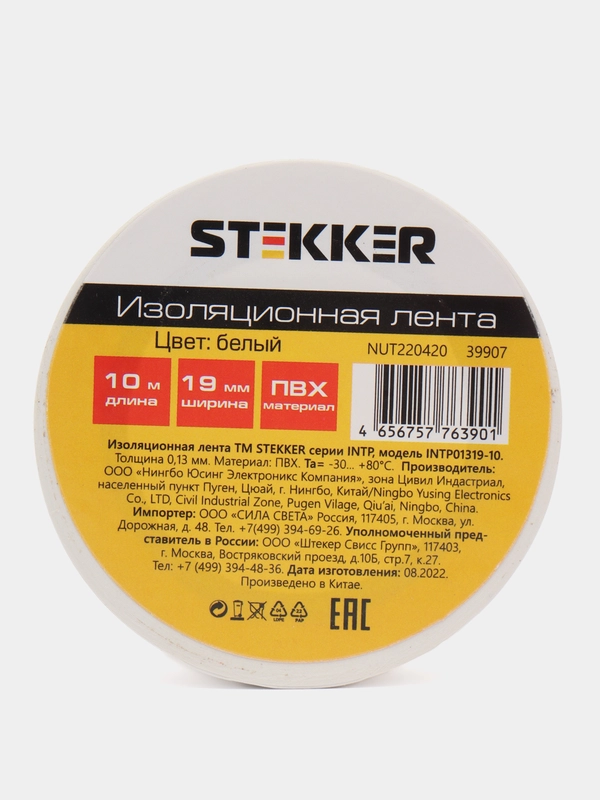 STEKKER
Изоляционная лента
Цвет: белый
NUT220420 39907
10 м
длина
19 мм
ширина
ПВХ
материал
4 656757 763901
Изоляционная лента ТМ STEKKER серии INTP, модель INTP01319-10.
Толщина 0,13 мм. Материал: ПВХ. Ta= -30... +80°C. Производитель:
ООО «Нингбо Юсинг Электроникс Компания», зона Цивил Индастриал,
населенный пункт Пуген, Цюай, г. Нингбо, Китай/Ningbo Yusing Electronics
Co., LTD, Civil Industrial Zone, Pugen Vilage, Qiu'ai, Ningbo, China.
Импортер: ООО «СИЛА СВЕТА» Россия, 117405, г. Москва, ул.
Дорожная, д. 48. Тел. +7(499) 394-69-26. Уполномоченный пред-
ставитель в России: ООО «Штекер Свисс Групп», 117403,
г. Москва, Востряковский проезд, д.10Б, стр.7, к.27.
Тел: +7 (499) 394-48-36. Дата изготовления: 08.2022.
Произведено в Китае.
LDPE PAP
EAC